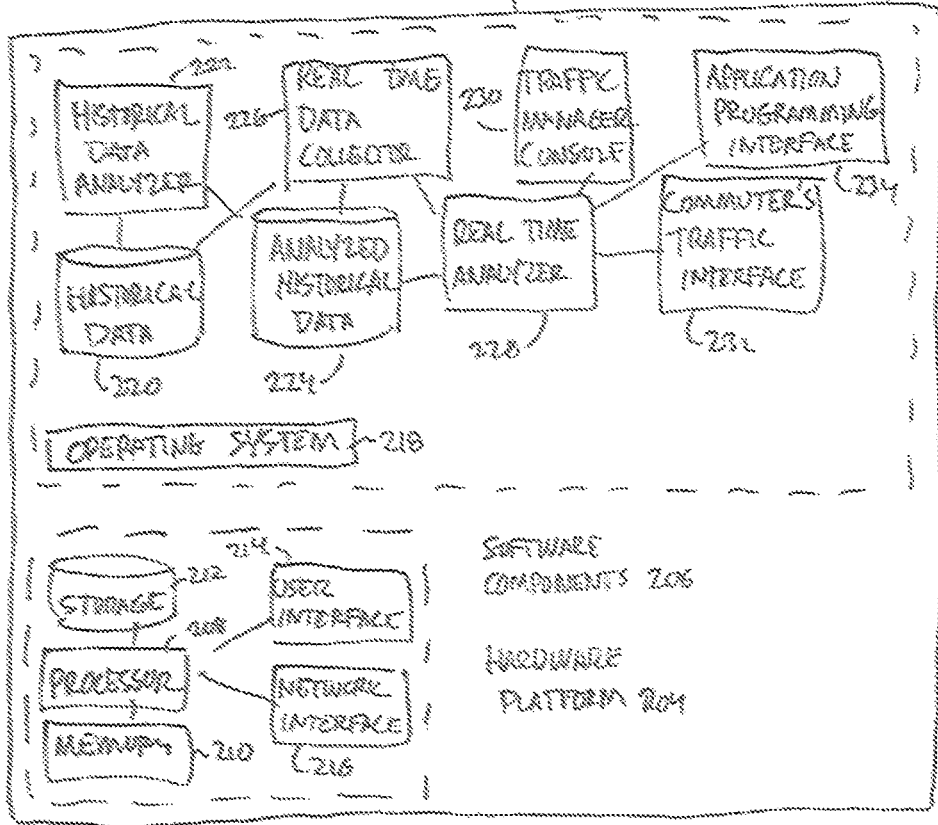 222
HISTORICAL
DATA
ANALYZER
226
REAL TIME
DATA
COLLECTOR
230
TRAFFIC
MANAGER
CONSOLE
APPLICATION
PROGRAMMING
INTERFACE
234
HISTORICAL
DATA
220
ANALYZED
HISTORICAL
DATA
224
REAL TIME
ANALYZER
228
COMMUTER'S
TRAFFIC
INTERFACE
232
OPERATING SYSTEM
218
STORAGE
212
214
USER
INTERFACE
208
PROCESSOR
NETWORK
INTERFACE
216
MEMORY
210
SOFTWARE
COMPONENTS 206
HARDWARE
PLATFORM 204